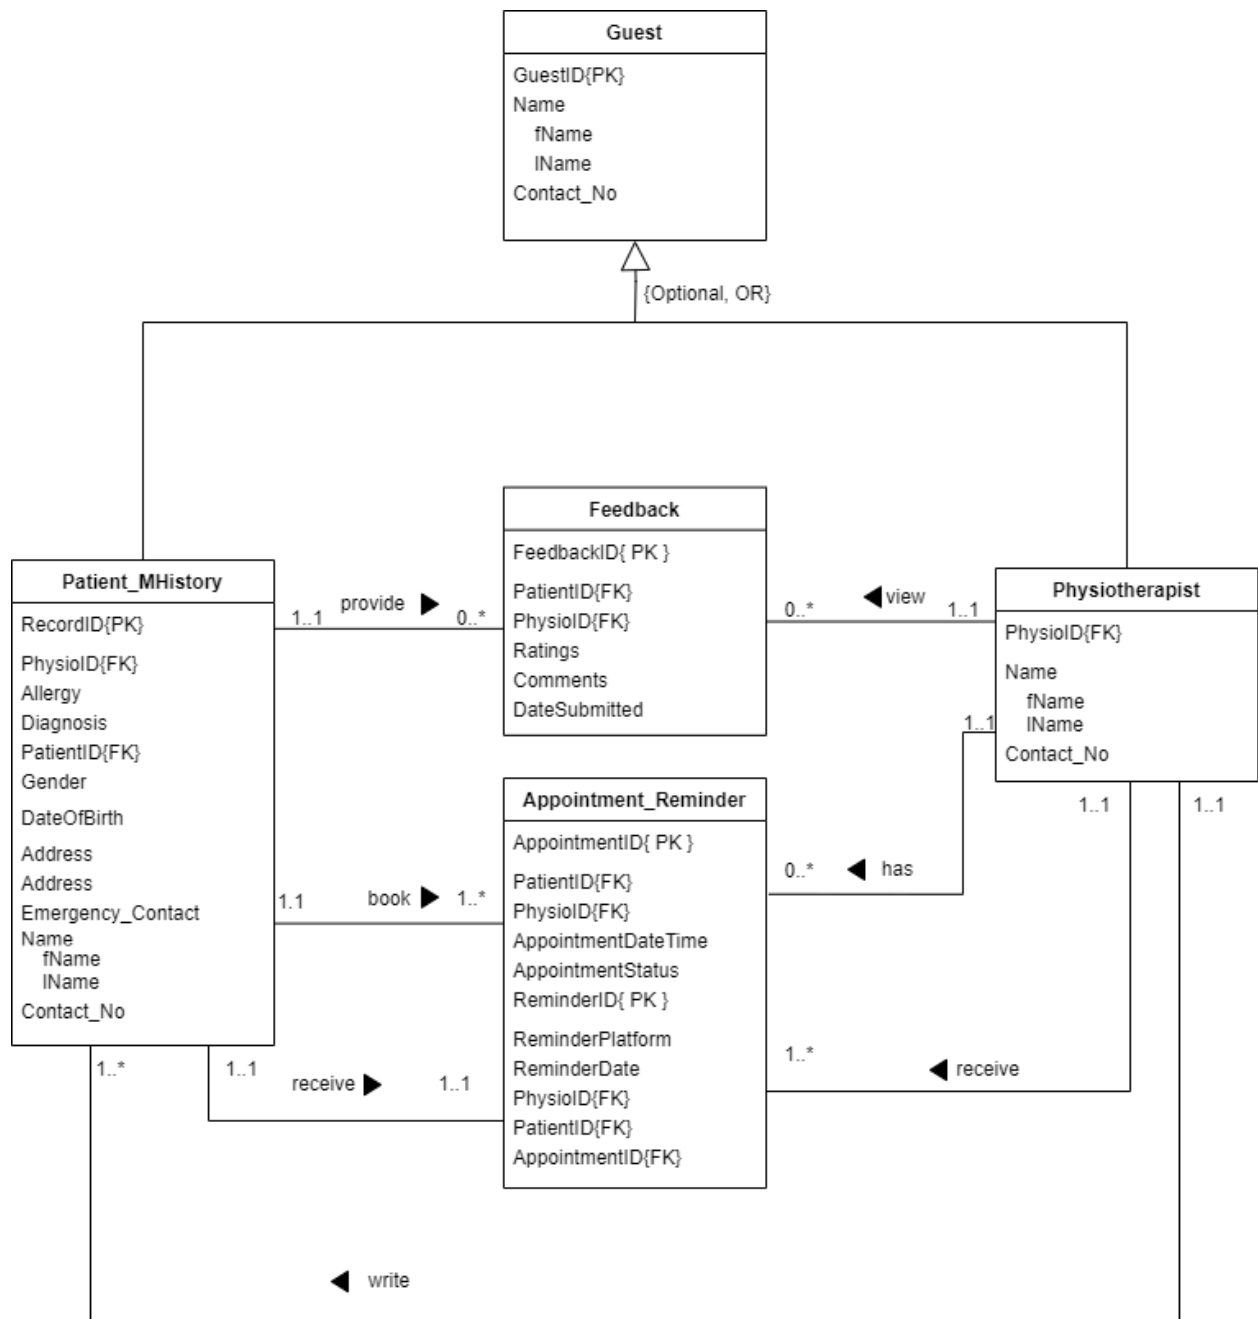 Guest
GuestID{PK}
Name
fName
lName
Contact_No
{Optional, OR}
Feedback
FeedbackID{ PK }
PatientID{FK}
PhysioID{FK}
Ratings
Comments
DateSubmitted
Patient_MHistory
RecordID{PK}
PhysioID{FK}
Allergy
Diagnosis
PatientID{FK}
Gender
DateOfBirth
Address
Address
Emergency_Contact
Name
fName
lName
Contact_No
1..1
provide
0..*
0..*
view
1..1
Physiotherapist
PhysioID{FK}
Name
fName
lName
Contact_No
1..1
Appointment_Reminder
AppointmentID{ PK }
PatientID{FK}
PhysioID{FK}
AppointmentDateTime
AppointmentStatus
ReminderID{ PK }
ReminderPlatform
ReminderDate
PhysioID{FK}
PatientID{FK}
AppointmentID{FK}
1.1
book
1..*
0..*
has
1..1
1..1
1..*
1..1
receive
1..1
1..*
receive
write